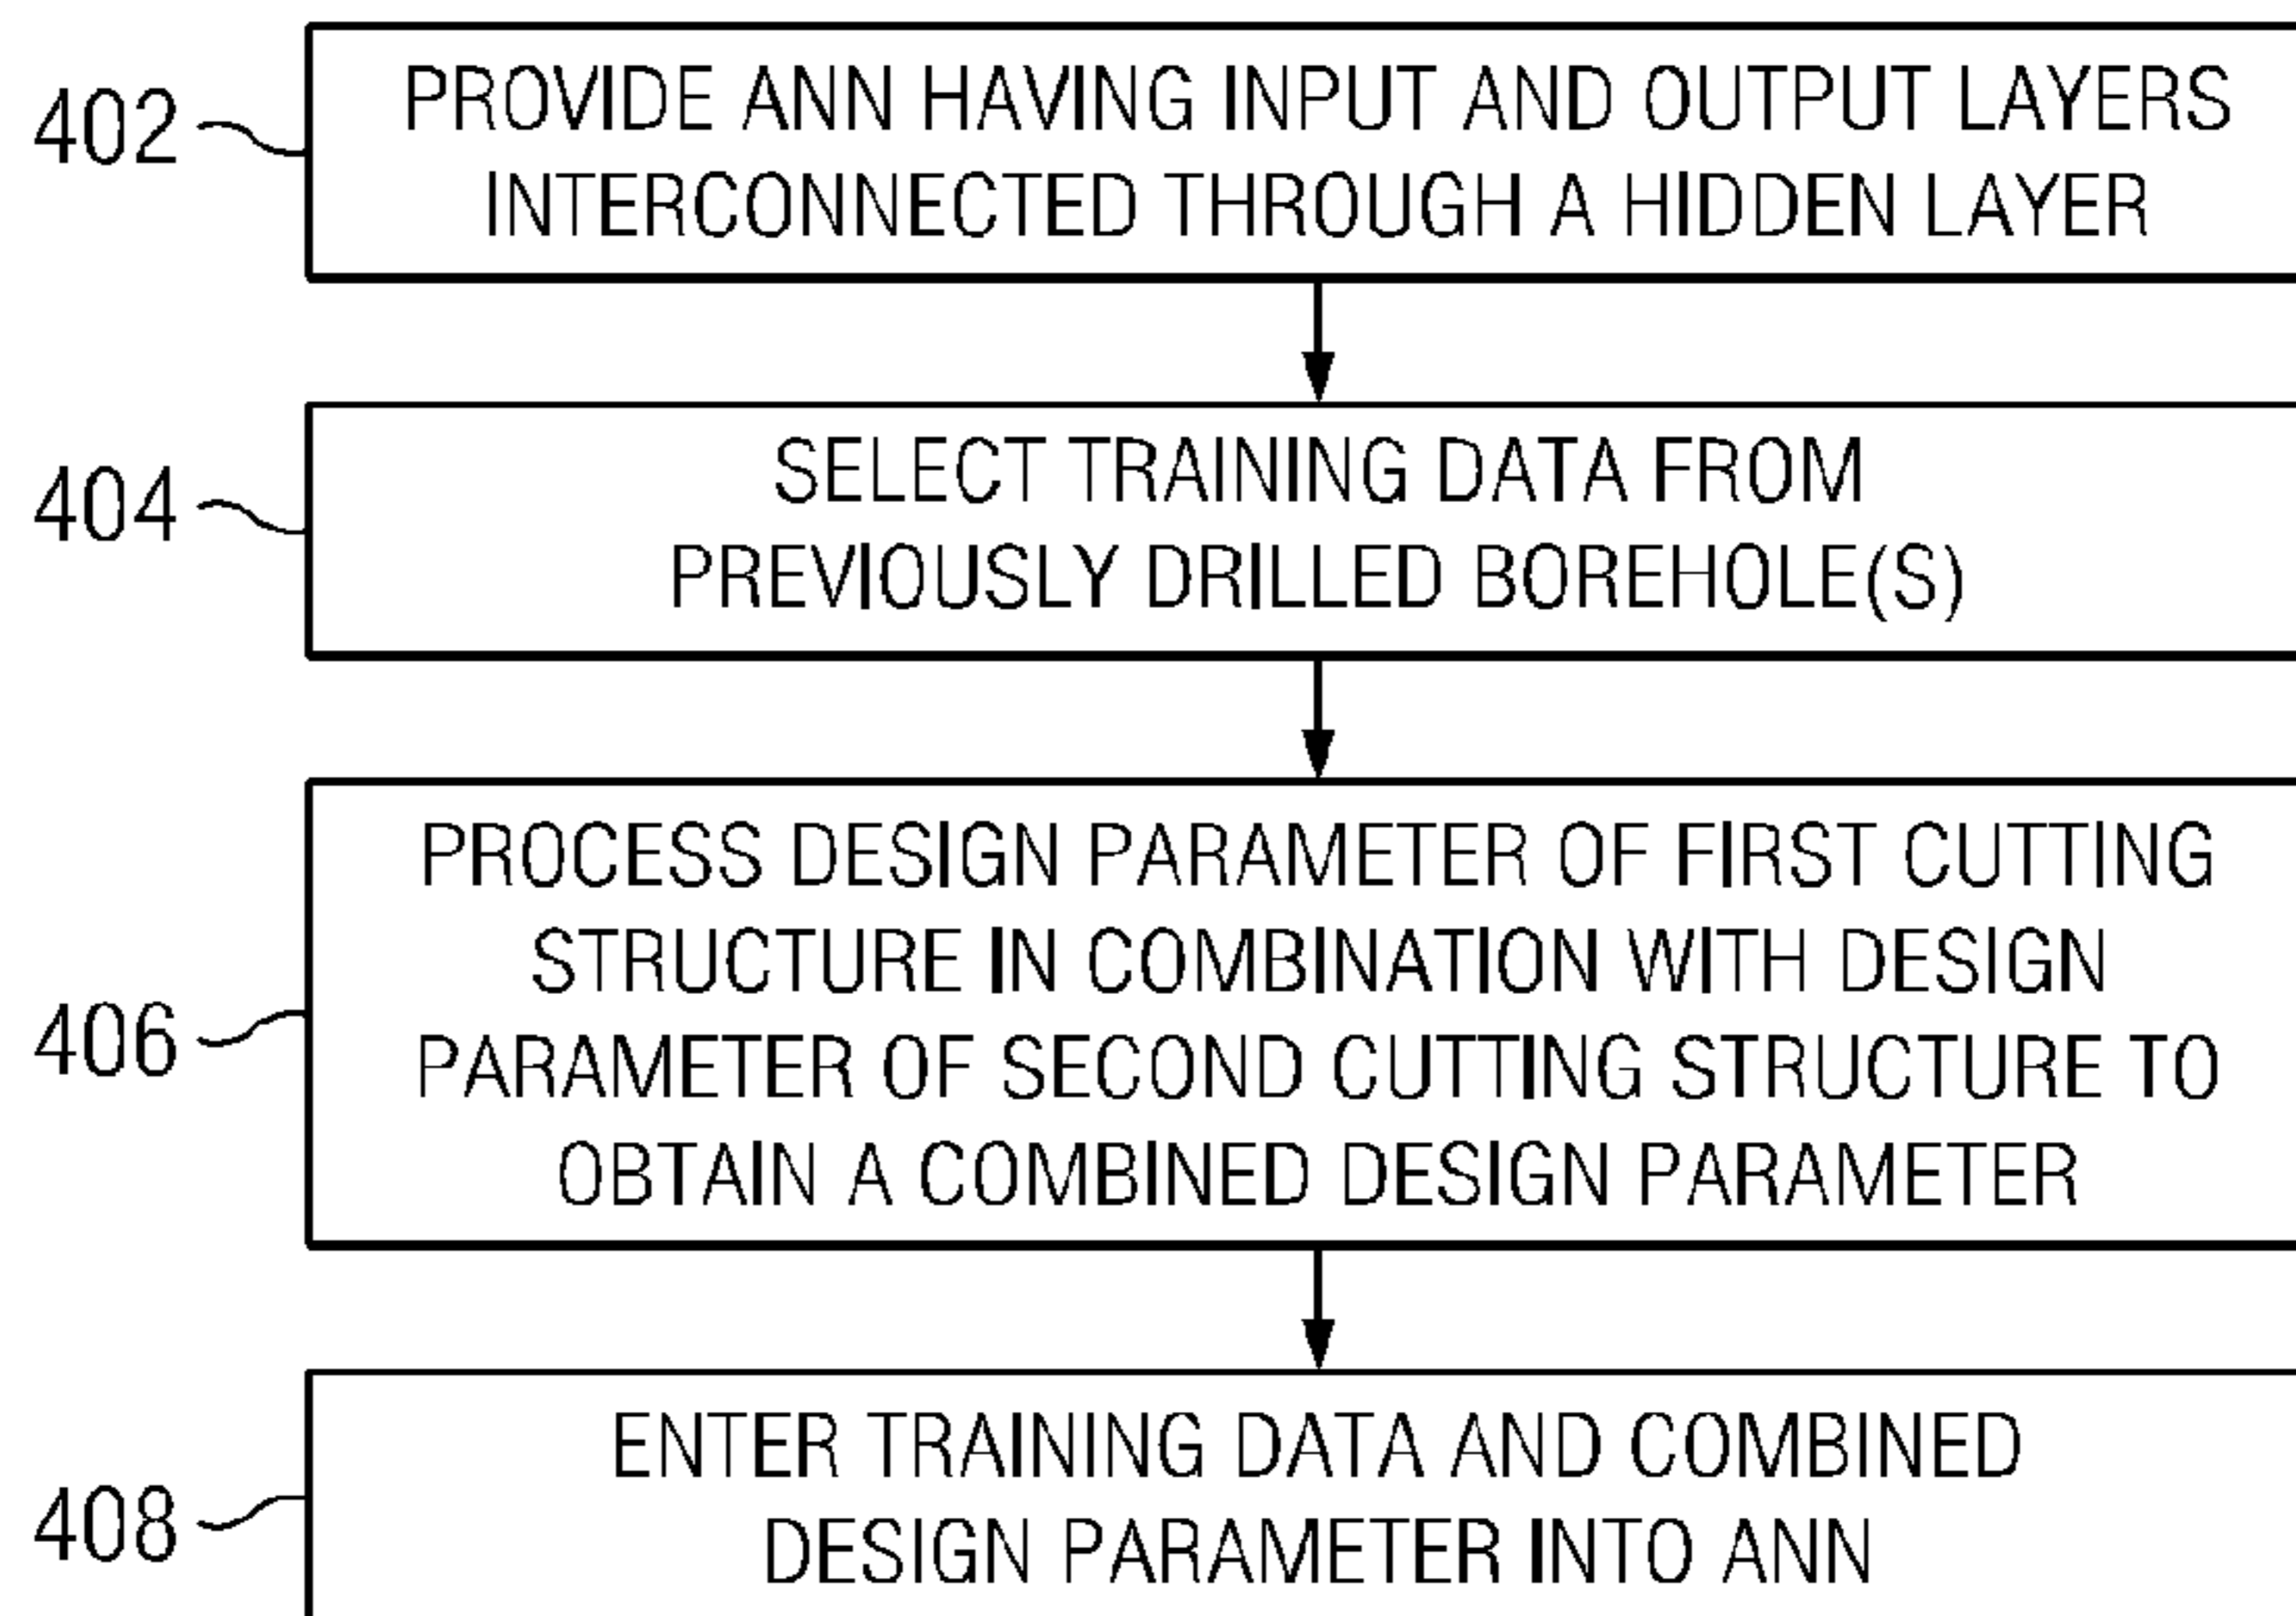 402
PROVIDE ANN HAVING INPUT AND OUTPUT LAYERS
INTERCONNECTED THROUGH A HIDDEN LAYER
404
SELECT TRAINING DATA FROM
PREVIOUSLY DRILLED BOREHOLE(S)
406
PROCESS DESIGN PARAMETER OF FIRST CUTTING
STRUCTURE IN COMBINATION WITH DESIGN
PARAMETER OF SECOND CUTTING STRUCTURE TO
OBTAIN A COMBINED DESIGN PARAMETER
408
ENTER TRAINING DATA AND COMBINED
DESIGN PARAMETER INTO ANN